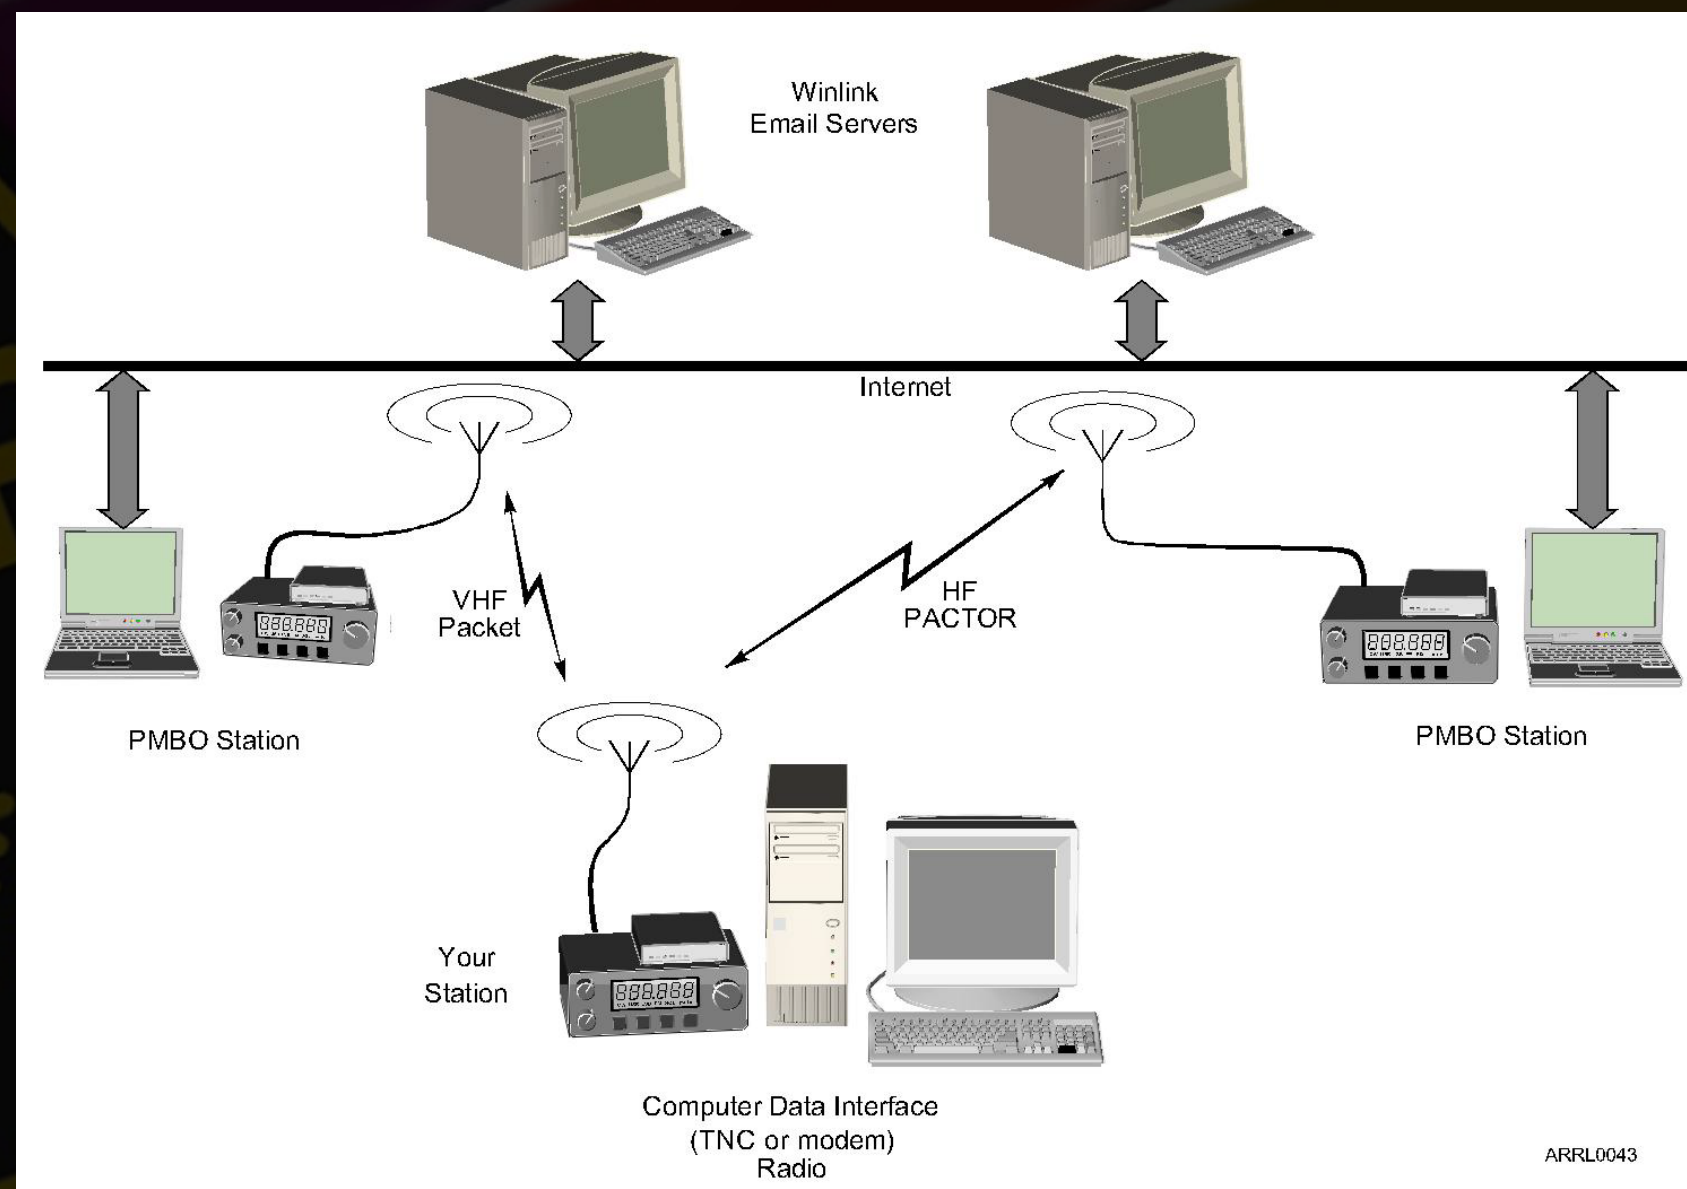 Winlink
Email Servers
Internet
VHF
Packet
HF
PACTOR
PMBO Station
PMBO Station
Your
Station
Computer Data Interface
(TNC or modem)
Radio
ARRL0043